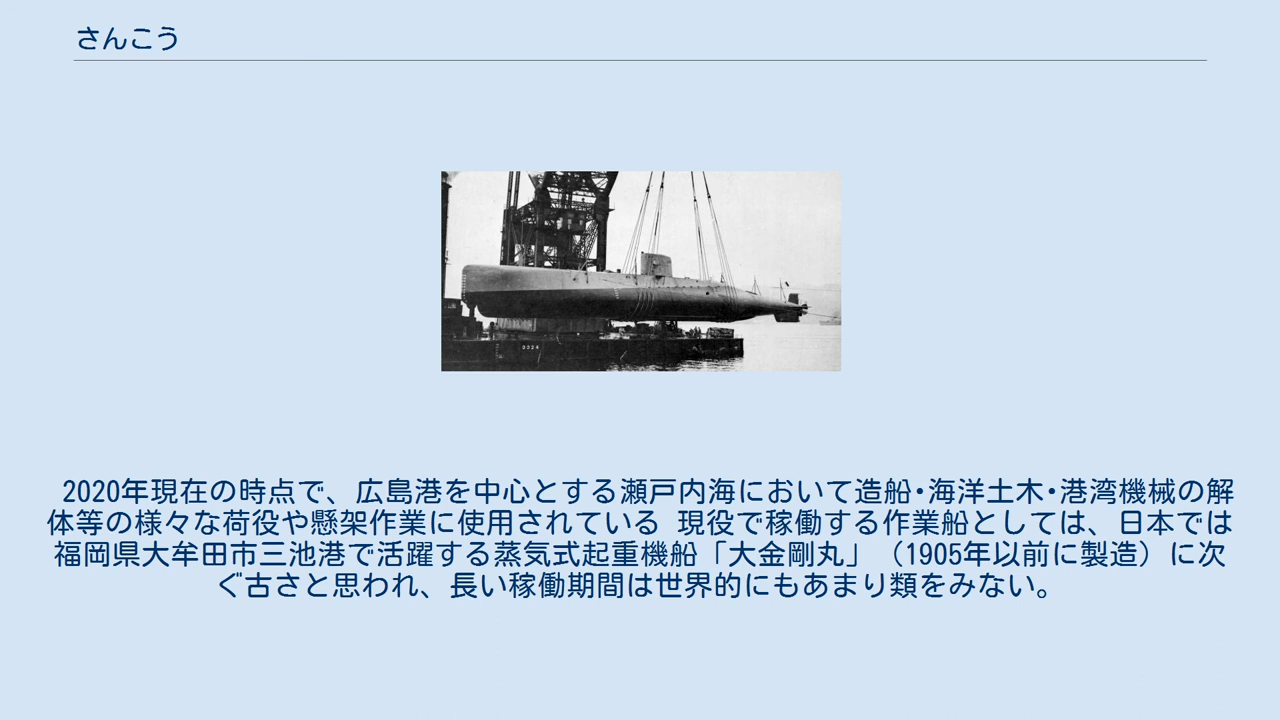 さんこう
2020年現在の時点で、広島港を中心とする瀬戸内海において造船・海洋土木・港湾機械の解
体等の様々な荷役や懸架作業に使用されている 現役で稼働する作業船としては、日本では
福岡県大牟田市三池港で活躍する蒸気式起重機船「大金剛丸」（1905年以前に製造）に次
ぐ古さと思われ、長い稼働期間は世界的にもあまり類をみない。